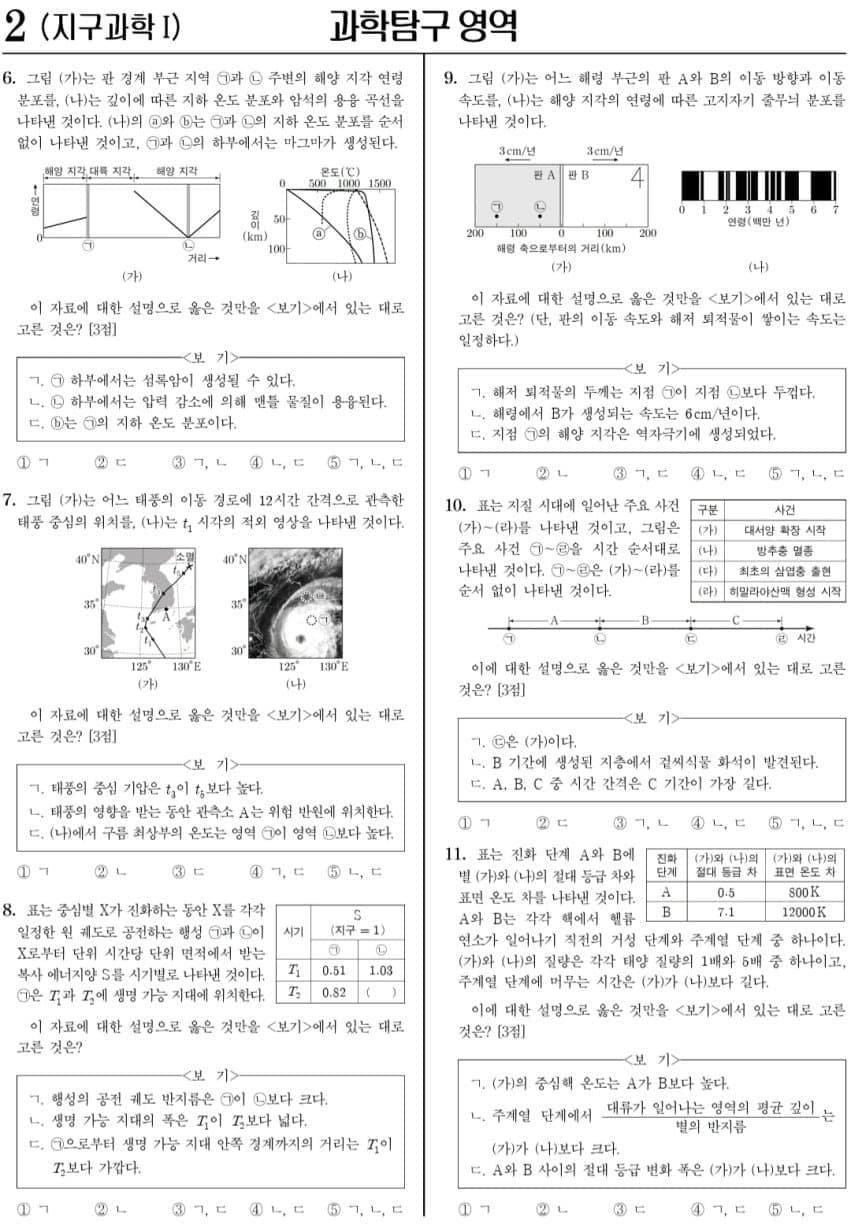 2 (지구과학 I) 과학탐구 영역
6. 그림 (가)는 판 경계 부근 지역 ㉠과 ㉡ 주변의 해양 지각 연령
분포를, (나)는 깊이에 따른 지하 온도 분포와 암석의 용융 곡선을
나타낸 것이다. (나)의 ⓐ와 ⓑ는 ㉠과 ㉡의 지하 온도 분포를 순서
없이 나타낸 것이고, ㉠과 ㉡의 하부에서는 마그마가 생성된다.
해양 지각 대륙 지각 해양 지각
연령
0
㉠ ㉡
거리→
(가)
온도(℃)
0 500 1000 1500
깊이(km)
50
100
ⓐ ⓑ
(나)
이 자료에 대한 설명으로 옳은 것만을 <보기>에서 있는 대로
고른 것은? [3점]
<보 기>
ㄱ. ㉠ 하부에서는 섬록암이 생성될 수 있다.
ㄴ. ㉡ 하부에서는 압력 감소에 의해 맨틀 물질이 용융된다.
ㄷ. ⓑ는 ㉠의 지하 온도 분포이다.
① ㄱ ② ㄷ ③ ㄱ, ㄴ ④ ㄴ, ㄷ ⑤ ㄱ, ㄴ, ㄷ
7. 그림 (가)는 어느 태풍의 이동 경로에 12시간 간격으로 관측한
태풍 중심의 위치를, (나)는 t₁ 시각의 적외 영상을 나타낸 것이다.
40°N
35°
30°
125° 130°E
소멸
t₅
A
t₃
t₂
t₁
(가)
40°N
35°
30°
125° 130°E
㉡
㉠
(나)
이 자료에 대한 설명으로 옳은 것만을 <보기>에서 있는 대로
고른 것은? [3점]
<보 기>
ㄱ. 태풍의 중심 기압은 t₃이 t₅보다 높다.
ㄴ. 태풍의 영향을 받는 동안 관측소 A는 위험 반원에 위치한다.
ㄷ. (나)에서 구름 최상부의 온도는 영역 ㉠이 영역 ㉡보다 높다.
① ㄱ ② ㄴ ③ ㄷ ④ ㄱ, ㄷ ⑤ ㄴ, ㄷ
8. 표는 중심별 X가 진화하는 동안 X를 각각
일정한 원 궤도로 공전하는 행성 ㉠과 ㉡이
X로부터 단위 시간당 단위 면적에서 받는
복사 에너지양 S를 시기별로 나타낸 것이다.
㉠은 T₁과 T₂에 생명 가능 지대에 위치한다.
시기 S (지구 = 1)
㉠ ㉡
T₁ 0.51 1.03
T₂ 0.82 ( )
이 자료에 대한 설명으로 옳은 것만을 <보기>에서 있는 대로
고른 것은?
<보 기>
ㄱ. 행성의 공전 궤도 반지름은 ㉠이 ㉡보다 크다.
ㄴ. 생명 가능 지대의 폭은 T₁이 T₂보다 넓다.
ㄷ. ㉠으로부터 생명 가능 지대 안쪽 경계까지의 거리는 T₁이
T₂보다 가깝다.
① ㄱ ② ㄴ ③ ㄱ, ㄷ ④ ㄴ, ㄷ ⑤ ㄱ, ㄴ, ㄷ
9. 그림 (가)는 어느 해령 부근의 판 A와 B의 이동 방향과 이동
속도를, (나)는 해양 지각의 연령에 따른 고지자기 줄무늬 분포를
나타낸 것이다.
3cm/년 3cm/년
판 A 판 B 4
㉠ ㉡
200 100 0 100 200
해령 축으로부터의 거리(km)
(가)
0 1 2 3 4 5 6 7
연령(백만 년)
(나)
이 자료에 대한 설명으로 옳은 것만을 <보기>에서 있는 대로
고른 것은? (단, 판의 이동 속도와 해저 퇴적물이 쌓이는 속도는
일정하다.)
<보 기>
ㄱ. 해저 퇴적물의 두께는 지점 ㉠이 지점 ㉡보다 두껍다.
ㄴ. 해령에서 B가 생성되는 속도는 6cm/년이다.
ㄷ. 지점 ㉠의 해양 지각은 역자극기에 생성되었다.
① ㄱ ② ㄴ ③ ㄱ, ㄷ ④ ㄴ, ㄷ ⑤ ㄱ, ㄴ, ㄷ
10. 표는 지질 시대에 일어난 주요 사건
(가)~(라)를 나타낸 것이고, 그림은
주요 사건 ㉠~㉣을 시간 순서대로
나타낸 것이다. ㉠~㉣은 (가)~(라)를
순서 없이 나타낸 것이다.
구분 사건
(가) 대서양 확장 시작
(나) 방추충 멸종
(다) 최초의 삼엽충 출현
(라) 히말라야산맥 형성 시작
A B C
㉠ ㉡ ㉢ ㉣ 시간
이에 대한 설명으로 옳은 것만을 <보기>에서 있는 대로 고른
것은? [3점]
<보 기>
ㄱ. ㉢은 (가)이다.
ㄴ. B 기간에 생성된 지층에서 겉씨식물 화석이 발견된다.
ㄷ. A, B, C 중 시간 간격은 C 기간이 가장 길다.
① ㄱ ② ㄷ ③ ㄱ, ㄴ ④ ㄴ, ㄷ ⑤ ㄱ, ㄴ, ㄷ
11. 표는 진화 단계 A와 B에
별 (가)와 (나)의 절대 등급 차와
표면 온도 차를 나타낸 것이다.
A와 B는 각각 핵에서 헬륨
연소가 일어나기 직전의 거성 단계와 주계열 단계 중 하나이다.
(가)와 (나)의 질량은 각각 태양 질량의 1배와 5배 중 하나이고,
주계열 단계에 머무는 시간은 (가)가 (나)보다 길다.
진화 단계 (가)와 (나)의 절대 등급 차 (가)와 (나)의 표면 온도 차
A 0.5 800K
B 7.1 12000K
이에 대한 설명으로 옳은 것만을 <보기>에서 있는 대로 고른
것은? [3점]
<보 기>
ㄱ. (가)의 중심핵 온도는 A가 B보다 높다.
ㄴ. 주계열 단계에서 대류가 일어나는 영역의 평균 깊이 / 별의 반지름 는
(가)가 (나)보다 크다.
ㄷ. A와 B 사이의 절대 등급 변화 폭은 (가)가 (나)보다 크다.
① ㄱ ② ㄴ ③ ㄷ ④ ㄱ, ㄷ ⑤ ㄴ, ㄷ